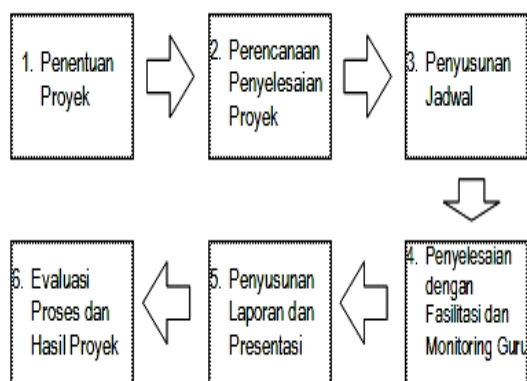 1. Penentuan
Proyek
2. Perencanaan
Penyelesaian
Proyek
3. Penyusunan
Jadwal
4. Penyelesaian
dengan
Fasilitasi dan
Monitoring Guru
5. Penyusunan
Laporan dan
Presentasi
6. Evaluasi
Proses dan
Hasil Proyek